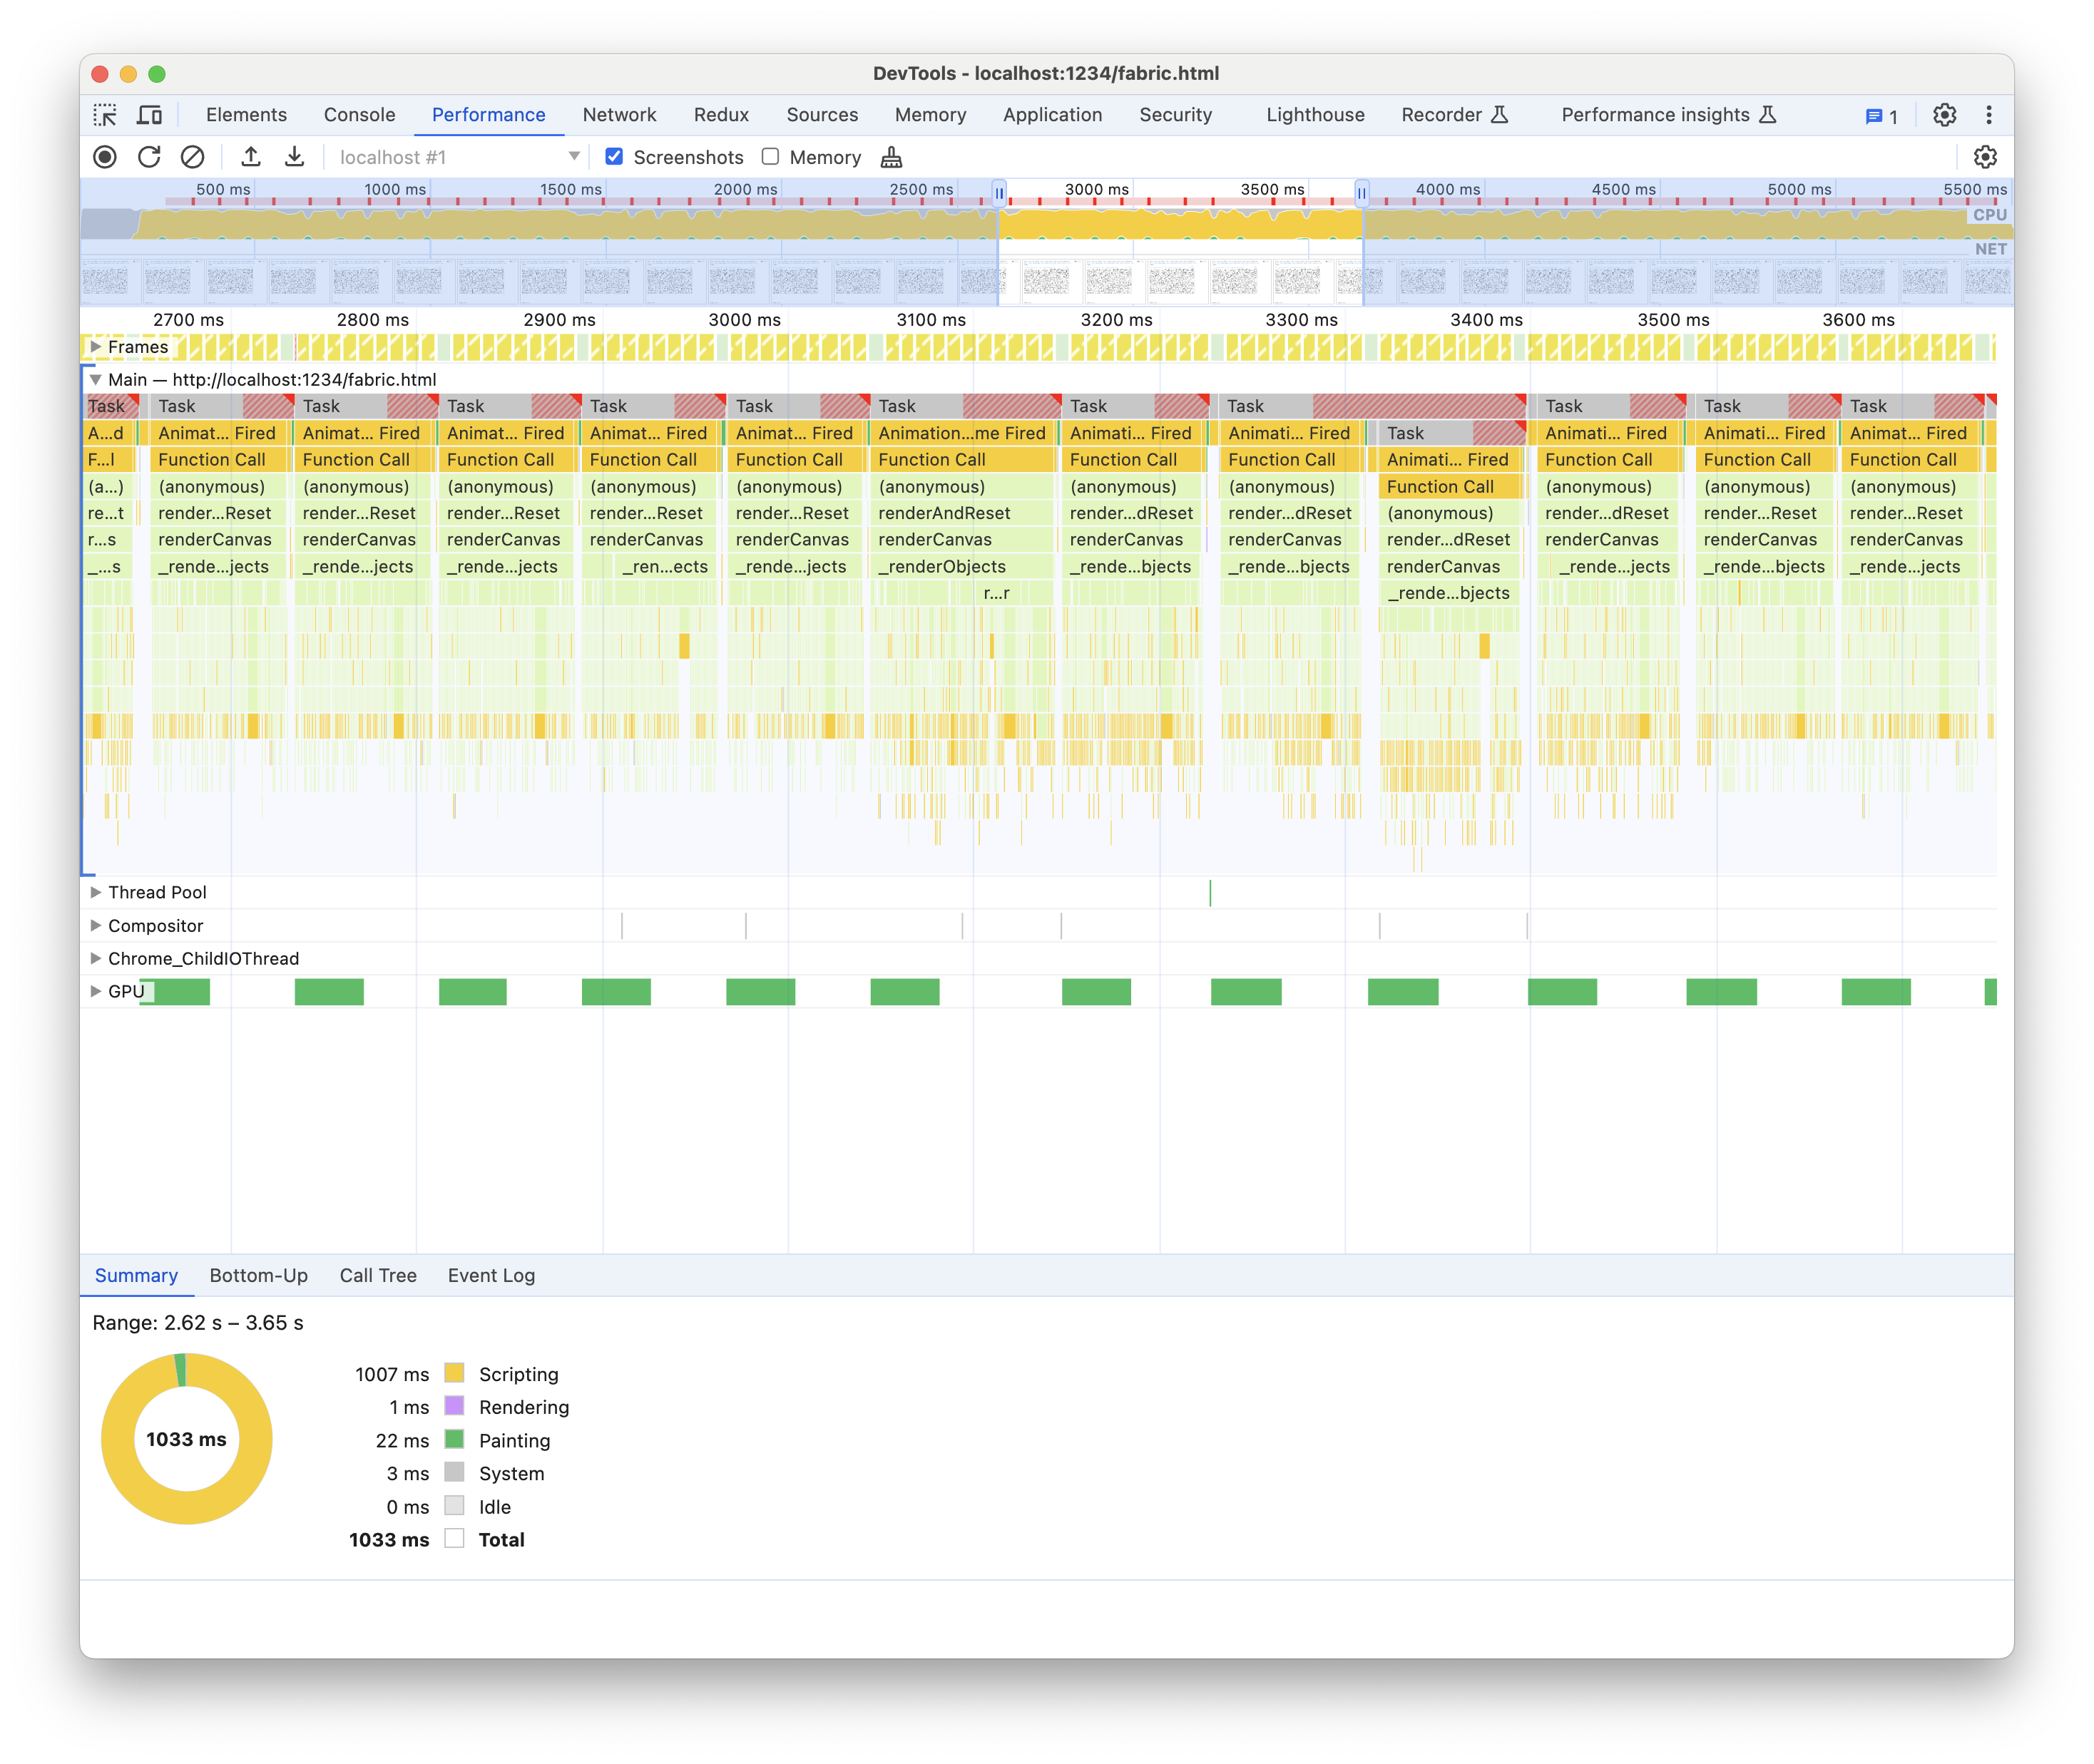 DevTools - localhost:1234/fabric.html
Elements Console Performance Network Redux Sources Memory Application Security Lighthouse Recorder Performance insights 1
localhost #1 Screenshots Memory
500 ms 1000 ms 1500 ms 2000 ms 2500 ms 3000 ms 3500 ms 4000 ms 4500 ms 5000 ms 5500 ms
CPU
NET
2700 ms 2800 ms 2900 ms 3000 ms 3100 ms 3200 ms 3300 ms 3400 ms 3500 ms 3600 ms
Frames
Main — http://localhost:1234/fabric.html
Task Task Task Task Task Task Task Task Task Task Task Task
A...d Animat... Fired Animat... Fired Animat... Fired Animat... Fired Animat... Fired Animation...me Fired Animati... Fired Animati... Fired Task Animati... Fired Animati... Fired Animat... Fired
F...l Function Call Function Call Function Call Function Call Function Call Function Call Function Call Function Call Animati... Fired Function Call Function Call Function Call
(a...) (anonymous) (anonymous) (anonymous) (anonymous) (anonymous) (anonymous) (anonymous) (anonymous) Function Call (anonymous) (anonymous) (anonymous)
re...t render...Reset render...Reset render...Reset render...Reset render...Reset renderAndReset render...dReset render...dReset (anonymous) render...dReset render...Reset render...Reset
r...s renderCanvas renderCanvas renderCanvas renderCanvas renderCanvas renderCanvas renderCanvas renderCanvas render...dReset renderCanvas renderCanvas renderCanvas
_...s _rende...jects _rende...jects _rende...jects _ren...ects _rende...jects _renderObjects _rende...bjects _rende...bjects renderCanvas _rende...jects _rende...bjects _rende...jects
r...r _rende...bjects
Thread Pool
Compositor
Chrome_ChildIOThread
GPU
Summary Bottom-Up Call Tree Event Log
Range: 2.62 s – 3.65 s
1033 ms
1007 ms Scripting
1 ms Rendering
22 ms Painting
3 ms System
0 ms Idle
1033 ms Total